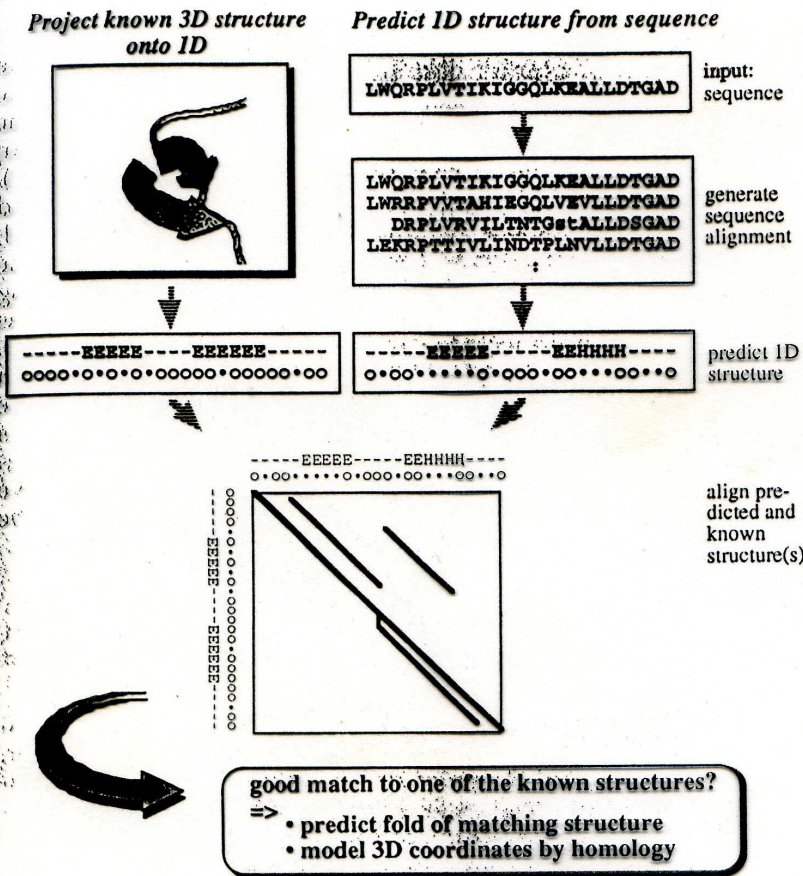 Project known 3D structure
onto 1D
Predict 1D structure from sequence
LWQRPLVTIKIGGQLKEALLDTGAD
input:
sequence
LWQRPLVTIKIGGQLKEALLDTGAD
LWRRPVVTAHIEGQLVEVLLDTGAD
DRPLVRVILTNTGstALLDSGAD
LEKRPTTIVLINDTPLNVLLDTGAD
:
generate
sequence
alignment
-----EEEEE----EEEEEE-----
-----EEEEE-----EEHHHH----
predict 1D
structure
-----EEEEE-----EEHHHH----
-----EEEEE----EEEEEE-----
align pre-
dicted and
known
structure(s)
good match to one of the known structures?
=>
• predict fold of matching structure
• model 3D coordinates by homology